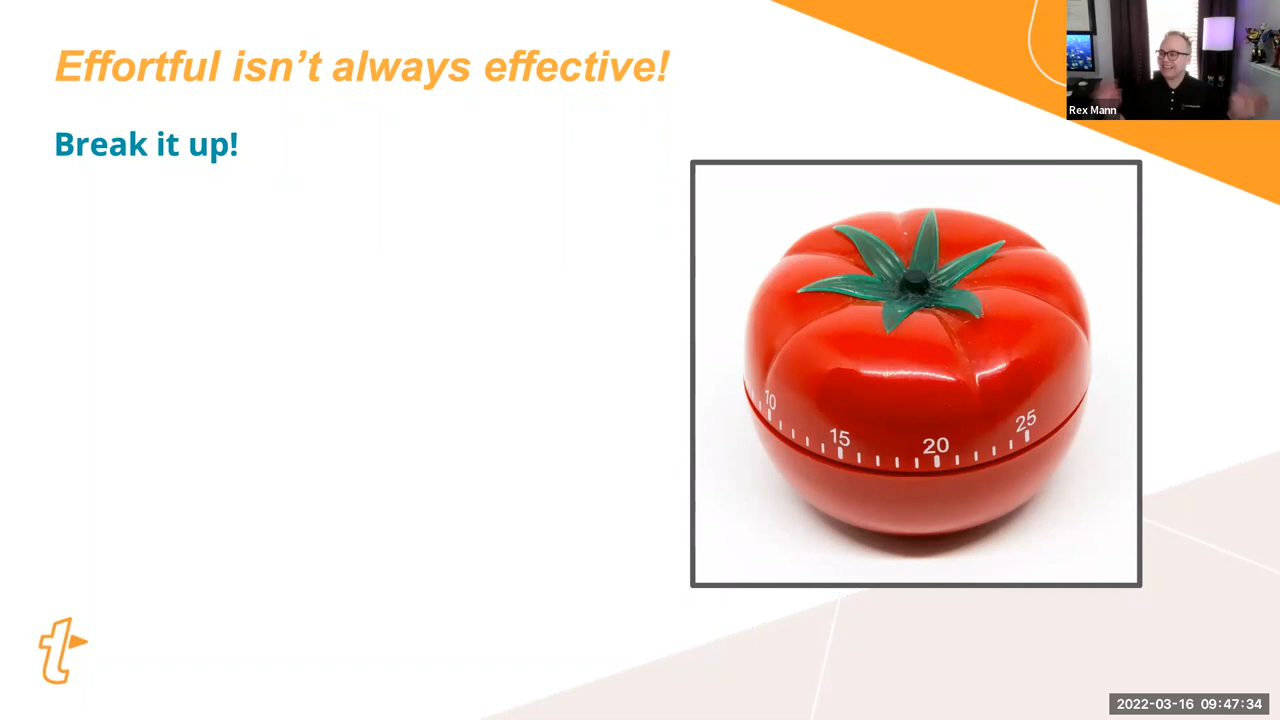 Effortful isn't always effective!
Break it up!
Rex Mann
10
15
20
25
t
2022-03-16 09:47:34